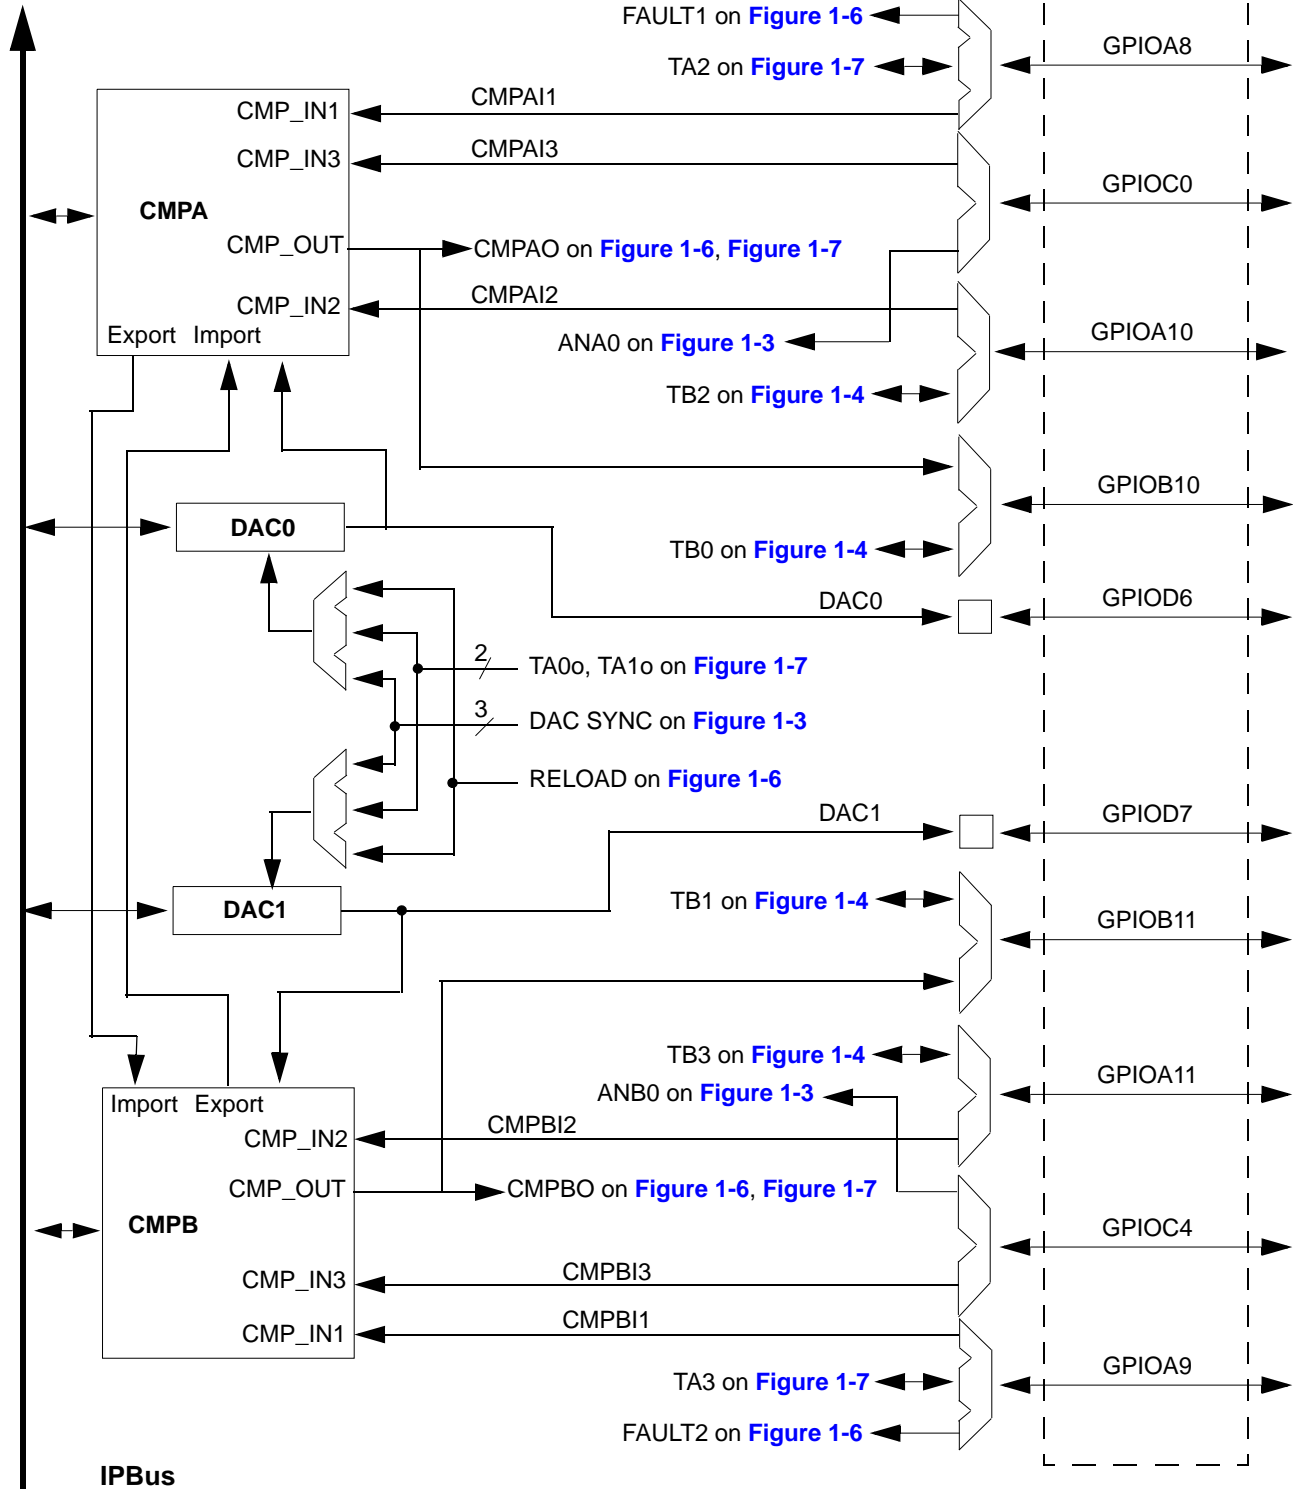 FAULT1 on Figure 1-6
GPIOA8
TA2 on Figure 1-7
CMPAI1
CMP_IN1
CMPAI3
CMP_IN3
GPIOC0
CMPA
CMP_OUT
CMPAO on Figure 1-6, Figure 1-7
CMPAI2
CMP_IN2
Export Import
ANA0 on Figure 1-3
GPIOA10
TB2 on Figure 1-4
GPIOB10
DAC0
TB0 on Figure 1-4
DAC0
GPIOD6
2
TA0o, TA1o on Figure 1-7
3
DAC SYNC on Figure 1-3
RELOAD on Figure 1-6
DAC1
GPIOD7
DAC1
TB1 on Figure 1-4
GPIOB11
TB3 on Figure 1-4
GPIOA11
ANB0 on Figure 1-3
Import Export
CMPBI2
CMP_IN2
CMP_OUT
CMPBO on Figure 1-6, Figure 1-7
CMPB
GPIOC4
CMPBI3
CMP_IN3
CMPBI1
CMP_IN1
GPIOA9
TA3 on Figure 1-7
FAULT2 on Figure 1-6
IPBus